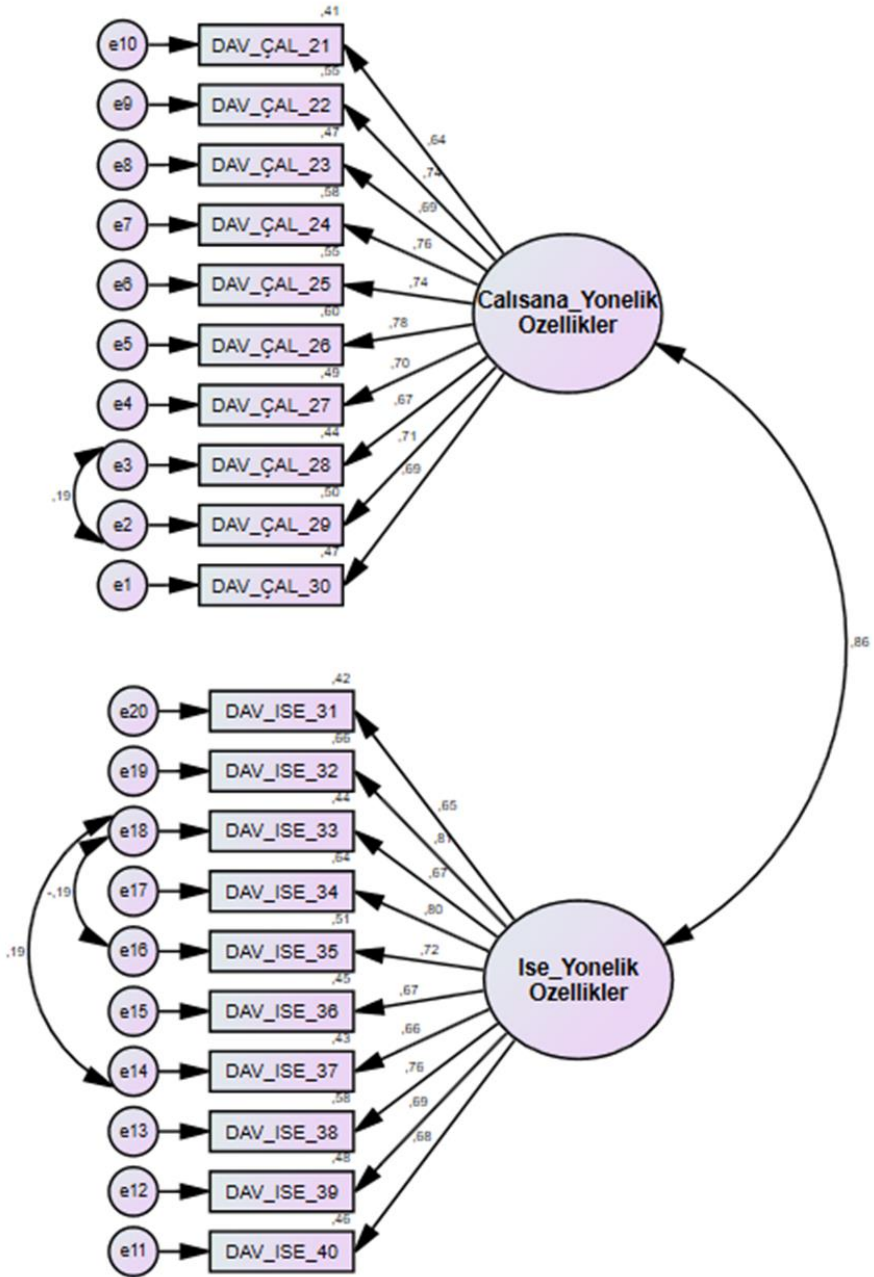 ,41
e10 DAV_ÇAL_21
,55
e9 DAV_ÇAL_22
,47
e8 DAV_ÇAL_23
,58
e7 DAV_ÇAL_24
,55
e6 DAV_ÇAL_25
,60
e5 DAV_ÇAL_26
,49
e4 DAV_ÇAL_27
,44
e3 DAV_ÇAL_28
,50
e2 DAV_ÇAL_29
,47
e1 DAV_ÇAL_30
,19
,64
,74
,69
,76
,74
,78
,70
,67
,71
,69
Calısana_Yonelik
Ozellikler
,86
,42
e20 DAV_ISE_31
,66
e19 DAV_ISE_32
,44
e18 DAV_ISE_33
,64
e17 DAV_ISE_34
,51
e16 DAV_ISE_35
,45
e15 DAV_ISE_36
,43
e14 DAV_ISE_37
,58
e13 DAV_ISE_38
,48
e12 DAV_ISE_39
,46
e11 DAV_ISE_40
-,19
,19
,65
,81
,67
,80
,72
,67
,66
,76
,69
,68
Ise_Yonelik
Ozellikler